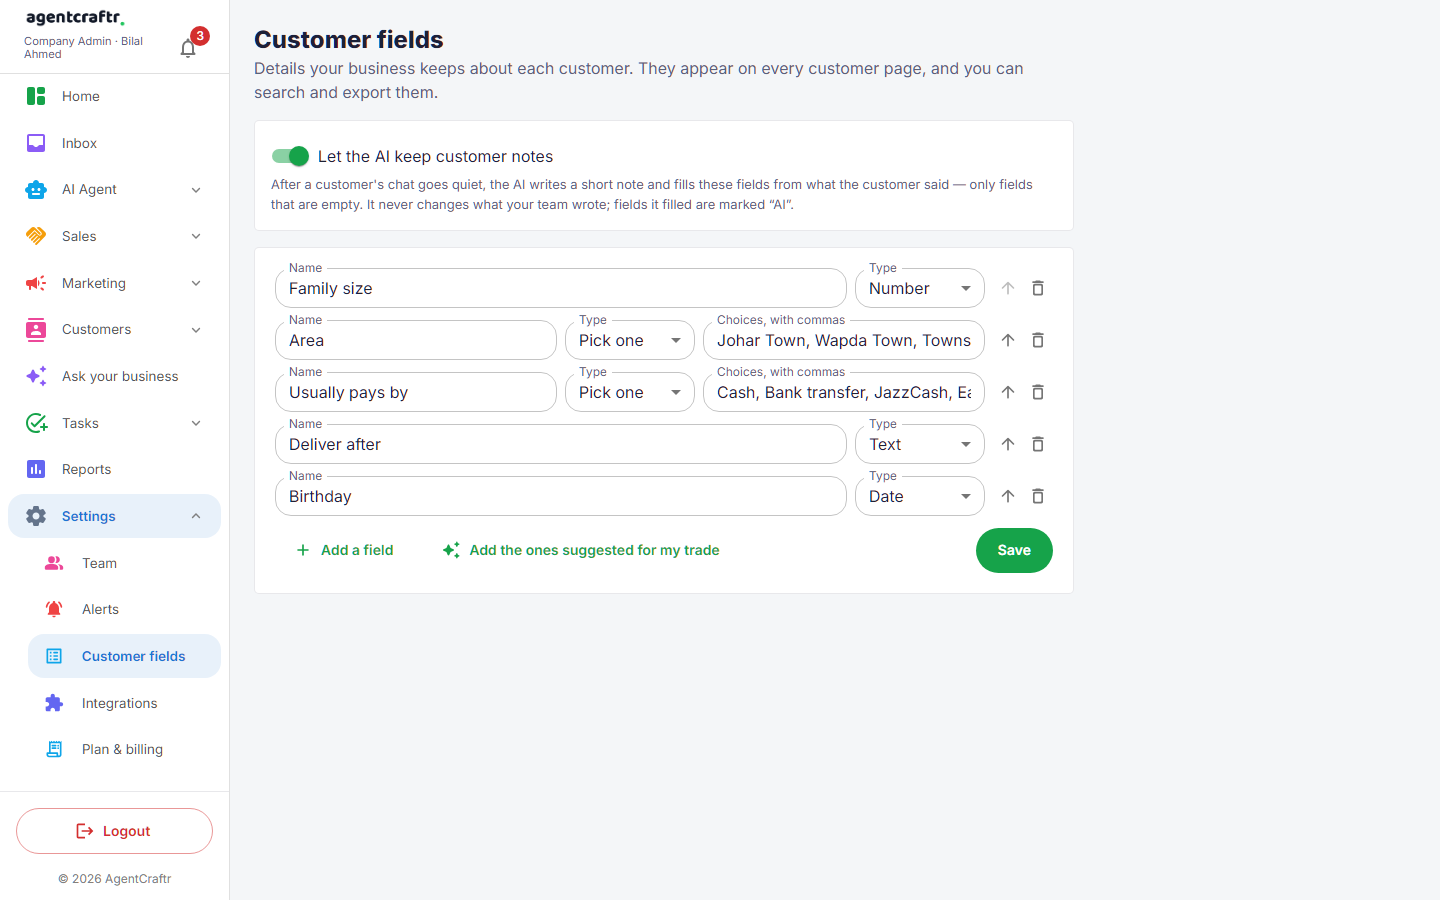 agentcraftr.
Company Admin · Bilal
Ahmed
3
Home
Inbox
AI Agent
Sales
Marketing
Customers
Ask your business
Tasks
Reports
Settings
Team
Alerts
Customer fields
Integrations
Plan & billing
Logout
© 2026 AgentCraftr
Customer fields
Details your business keeps about each customer. They appear on every customer page, and you can
search and export them.
Let the AI keep customer notes
After a customer's chat goes quiet, the AI writes a short note and fills these fields from what the customer said — only fields
that are empty. It never changes what your team wrote; fields it filled are marked “AI”.
Name Type
Family size Number
Name Type Choices, with commas
Area Pick one Johar Town, Wapda Town, Towns
Name Type Choices, with commas
Usually pays by Pick one Cash, Bank transfer, JazzCash, Ea
Name Type
Deliver after Text
Name Type
Birthday Date
Add a field Add the ones suggested for my trade Save